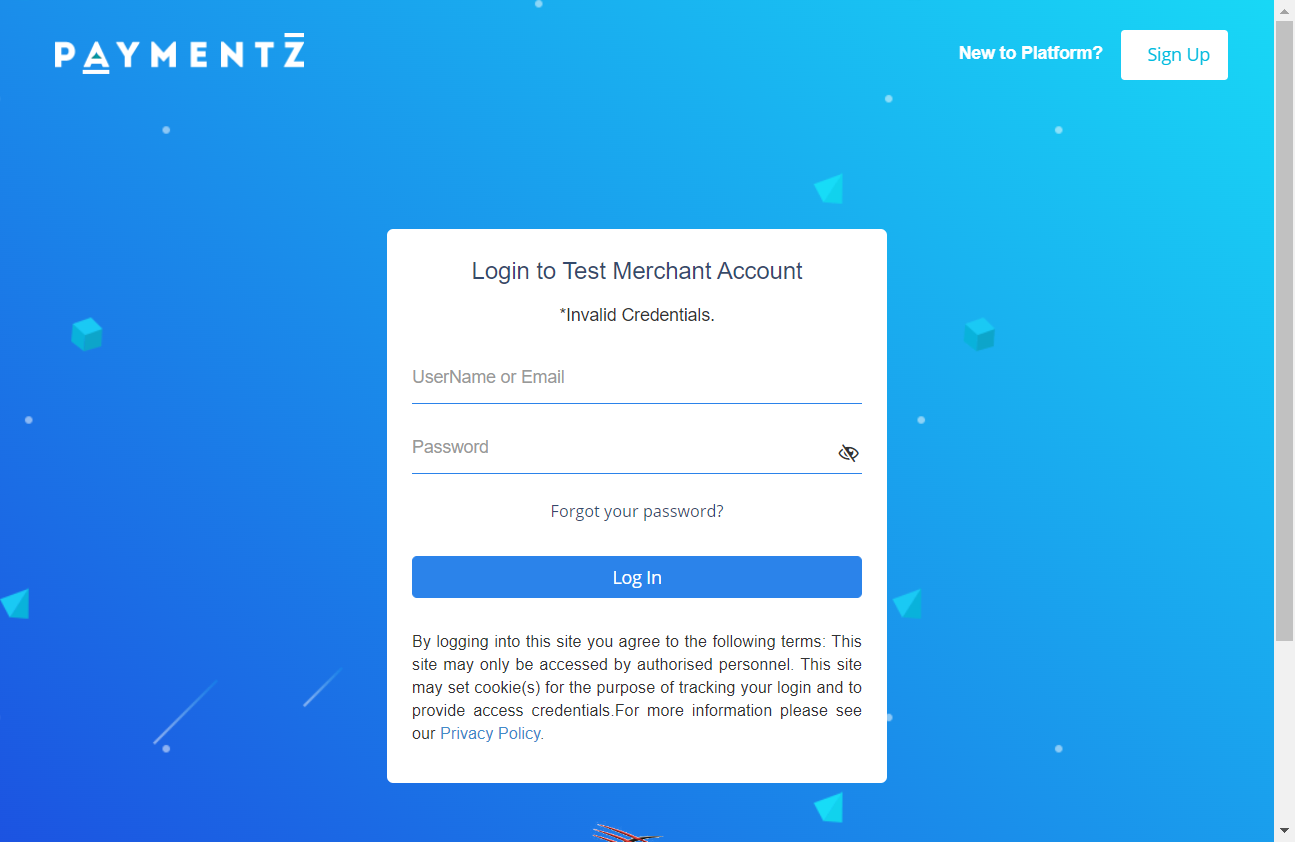 PAYMENTZ
New to Platform?
Sign Up
Login to Test Merchant Account
*Invalid Credentials.
UserName or Email
Password
Forgot your password?
Log In
By logging into this site you agree to the following terms: This
site may only be accessed by authorised personnel. This site
may set cookie(s) for the purpose of tracking your login and to
provide access credentials.For more information please see
our Privacy Policy.